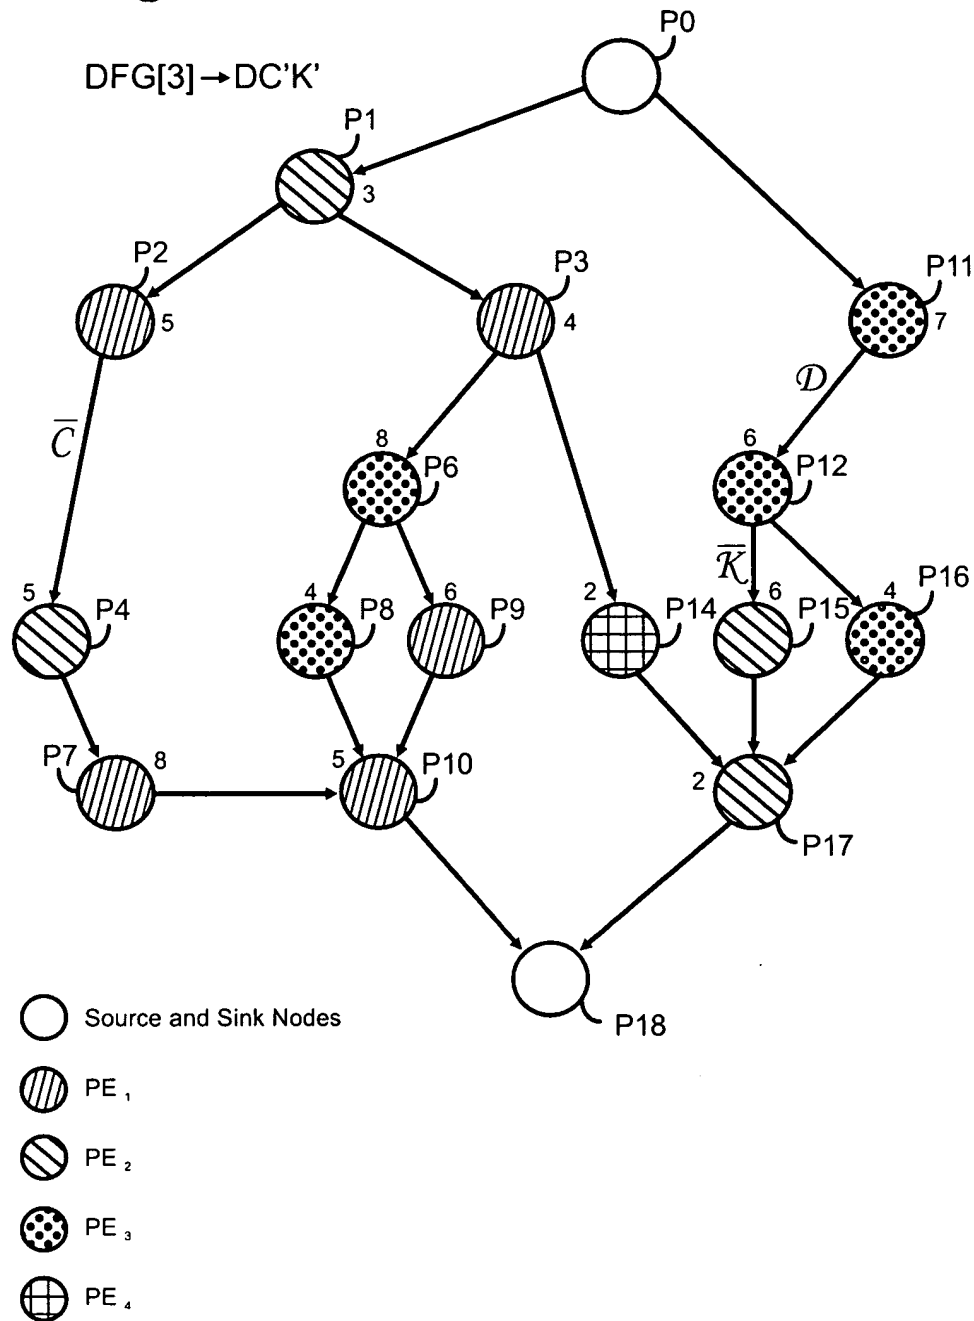 P0
DFG[3]→DC'K'
P1
3
P2
5
P3
4
P11
7
D
C̅
8
P6
6
P12
K̅
5
P4
4
P8
6
P9
2
P14
6
P15
4
P16
P7
8
5
P10
2
P17
P18
Source and Sink Nodes
PE ₁
PE ₂
PE ₃
PE ₄